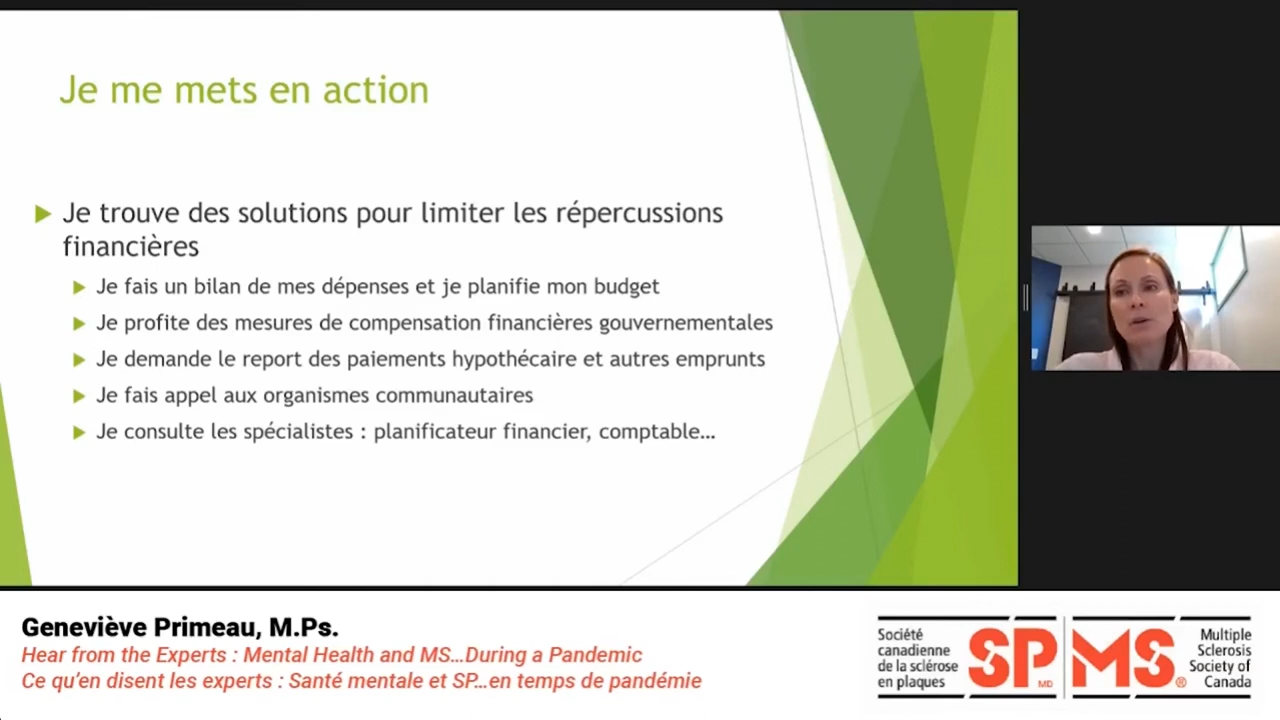 Je me mets en action
Je trouve des solutions pour limiter les répercussions
financières
Je fais un bilan de mes dépenses et je planifie mon budget
Je profite des mesures de compensation financières gouvernementales
Je demande le report des paiements hypothécaire et autres emprunts
Je fais appel aux organismes communautaires
Je consulte les spécialistes : planificateur financier, comptable…
Geneviève Primeau, M.Ps.
Hear from the Experts : Mental Health and MS…During a Pandemic
Ce qu'en disent les experts : Santé mentale et SP…en temps de pandémie
Société
canadienne
de la sclérose
en plaques
SP MD
MS ®
Multiple
Sclerosis
Society of
Canada